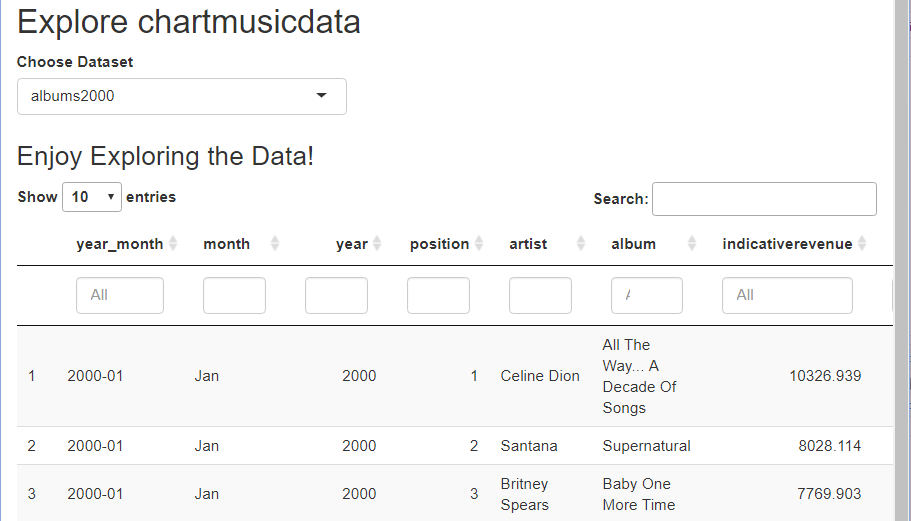 Explore chartmusicdata
Choose Dataset
albums2000
Enjoy Exploring the Data!
Show 10 entries
Search:
year_month month year position artist album indicativerevenue
All All
1 2000-01 Jan 2000 1 Celine Dion All The Way... A Decade Of Songs 10326.939
2 2000-01 Jan 2000 2 Santana Supernatural 8028.114
3 2000-01 Jan 2000 3 Britney Spears Baby One More Time 7769.903